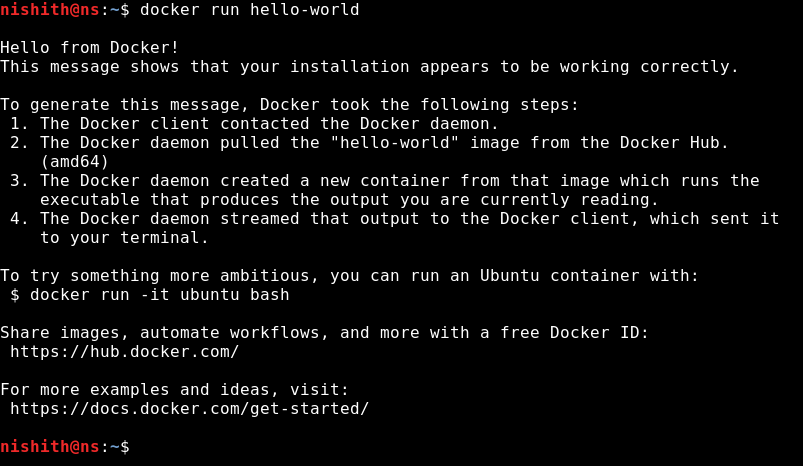 nishith@ns:~$ docker run hello-world
Hello from Docker!
This message shows that your installation appears to be working correctly.
To generate this message, Docker took the following steps:
1. The Docker client contacted the Docker daemon.
2. The Docker daemon pulled the "hello-world" image from the Docker Hub.
(amd64)
3. The Docker daemon created a new container from that image which runs the
executable that produces the output you are currently reading.
4. The Docker daemon streamed that output to the Docker client, which sent it
to your terminal.
To try something more ambitious, you can run an Ubuntu container with:
$ docker run -it ubuntu bash
Share images, automate workflows, and more with a free Docker ID:
https://hub.docker.com/
For more examples and ideas, visit:
https://docs.docker.com/get-started/
nishith@ns:~$